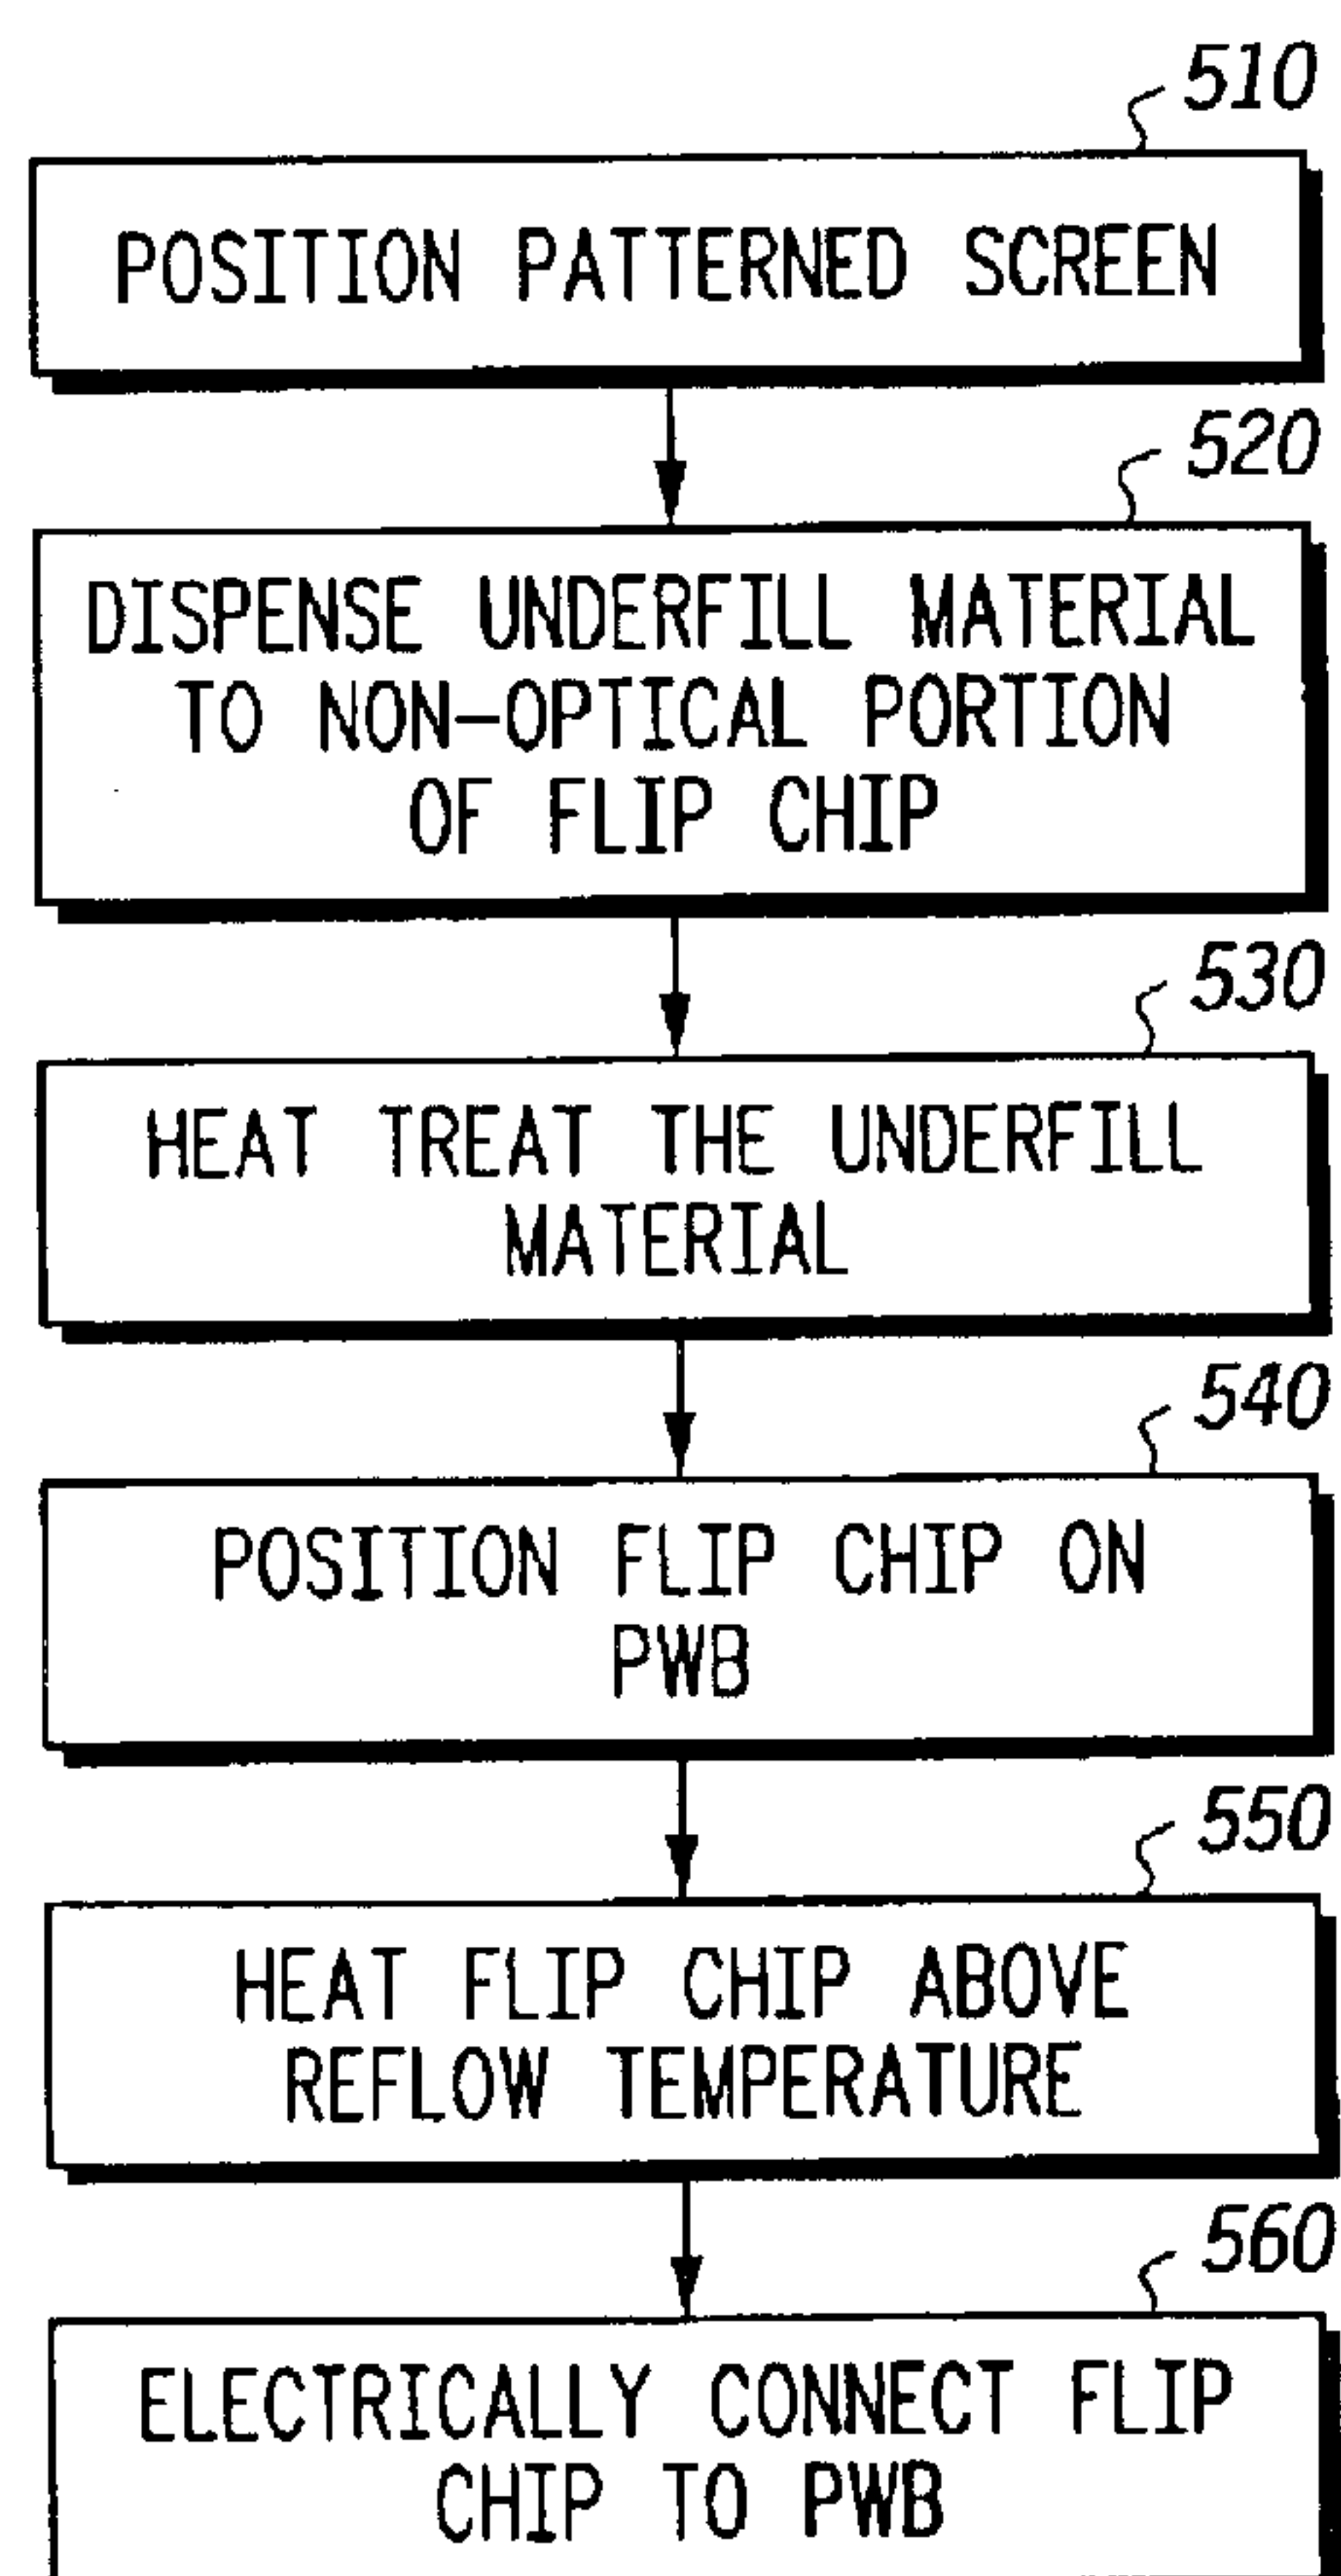 510
POSITION PATTERNED SCREEN
520
DISPENSE UNDERFILL MATERIAL
TO NON-OPTICAL PORTION
OF FLIP CHIP
530
HEAT TREAT THE UNDERFILL
MATERIAL
540
POSITION FLIP CHIP ON
PWB
550
HEAT FLIP CHIP ABOVE
REFLOW TEMPERATURE
560
ELECTRICALLY CONNECT FLIP
CHIP TO PWB